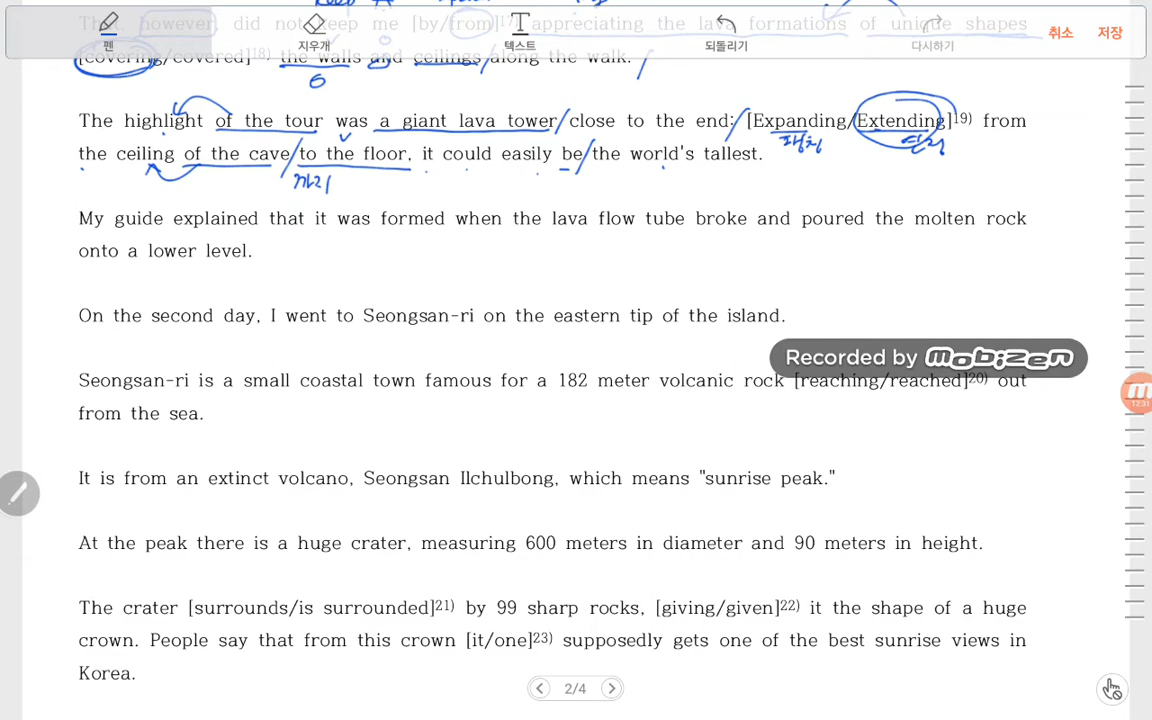 That however, did not keep me [by/from]17) appreciating the lava formations of unique shapes
펜
지우개
텍스트
되돌리기
다시하기
취소
저장
[covering/covered]18) the walls and ceilings along the walk.
The highlight of the tour was a giant lava tower close to the end; [Expanding/Extending]19) from
팽창
the ceiling of the cave to the floor, it could easily be the world's tallest.
까지
My guide explained that it was formed when the lava flow tube broke and poured the molten rock
onto a lower level.
On the second day, I went to Seongsan-ri on the eastern tip of the island.
Recorded by mobizen
Seongsan-ri is a small coastal town famous for a 182 meter volcanic rock [reaching/reached]20) out
from the sea.
It is from an extinct volcano, Seongsan Ilchulbong, which means "sunrise peak."
At the peak there is a huge crater, measuring 600 meters in diameter and 90 meters in height.
The crater [surrounds/is surrounded]21) by 99 sharp rocks, [giving/given]22) it the shape of a huge
crown. People say that from this crown [it/one]23) supposedly gets one of the best sunrise views in
Korea.
2/4